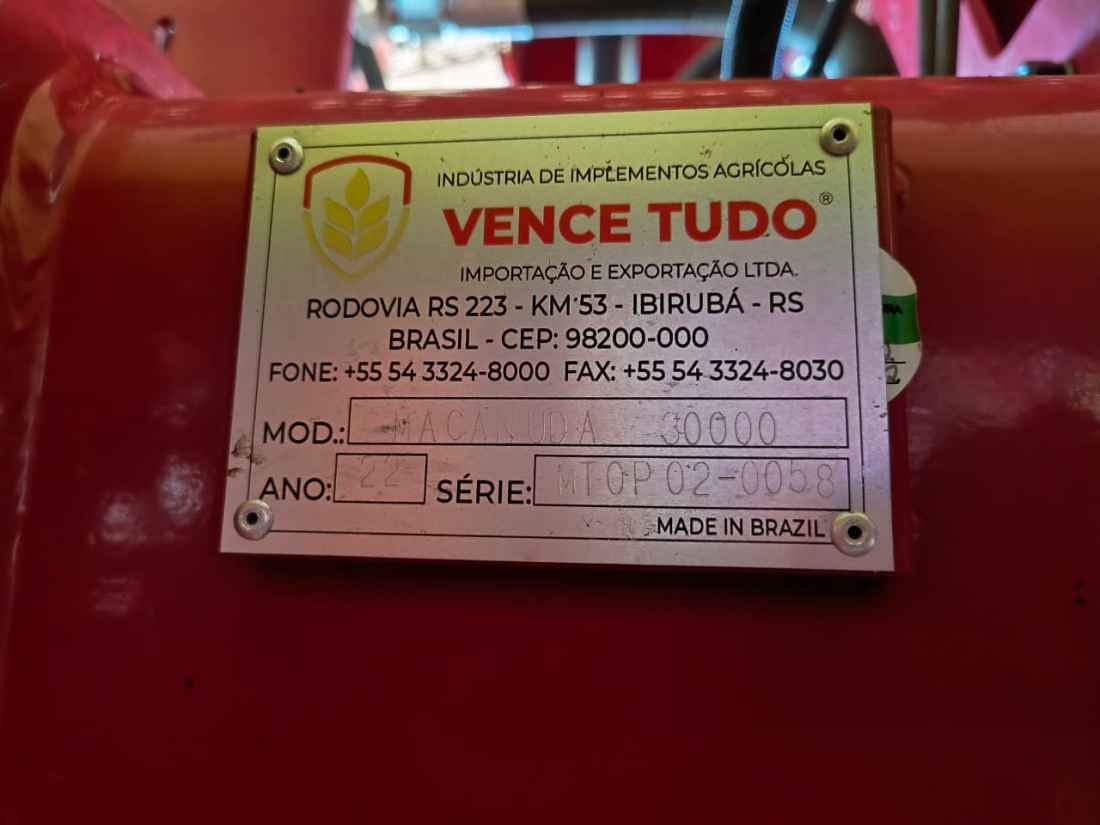 INDÚSTRIA DE IMPLEMENTOS AGRÍCOLAS
VENCE TUDO®
IMPORTAÇÃO E EXPORTAÇÃO LTDA.
RODOVIA RS 223 - KM 53 - IBIRUBÁ - RS
BRASIL - CEP: 98200-000
FONE: +55 54 3324-8000 FAX: +55 54 3324-8030
MOD.: MACANUDA 30000
ANO: 22 SÉRIE: MTOP02-0058
MADE IN BRAZIL